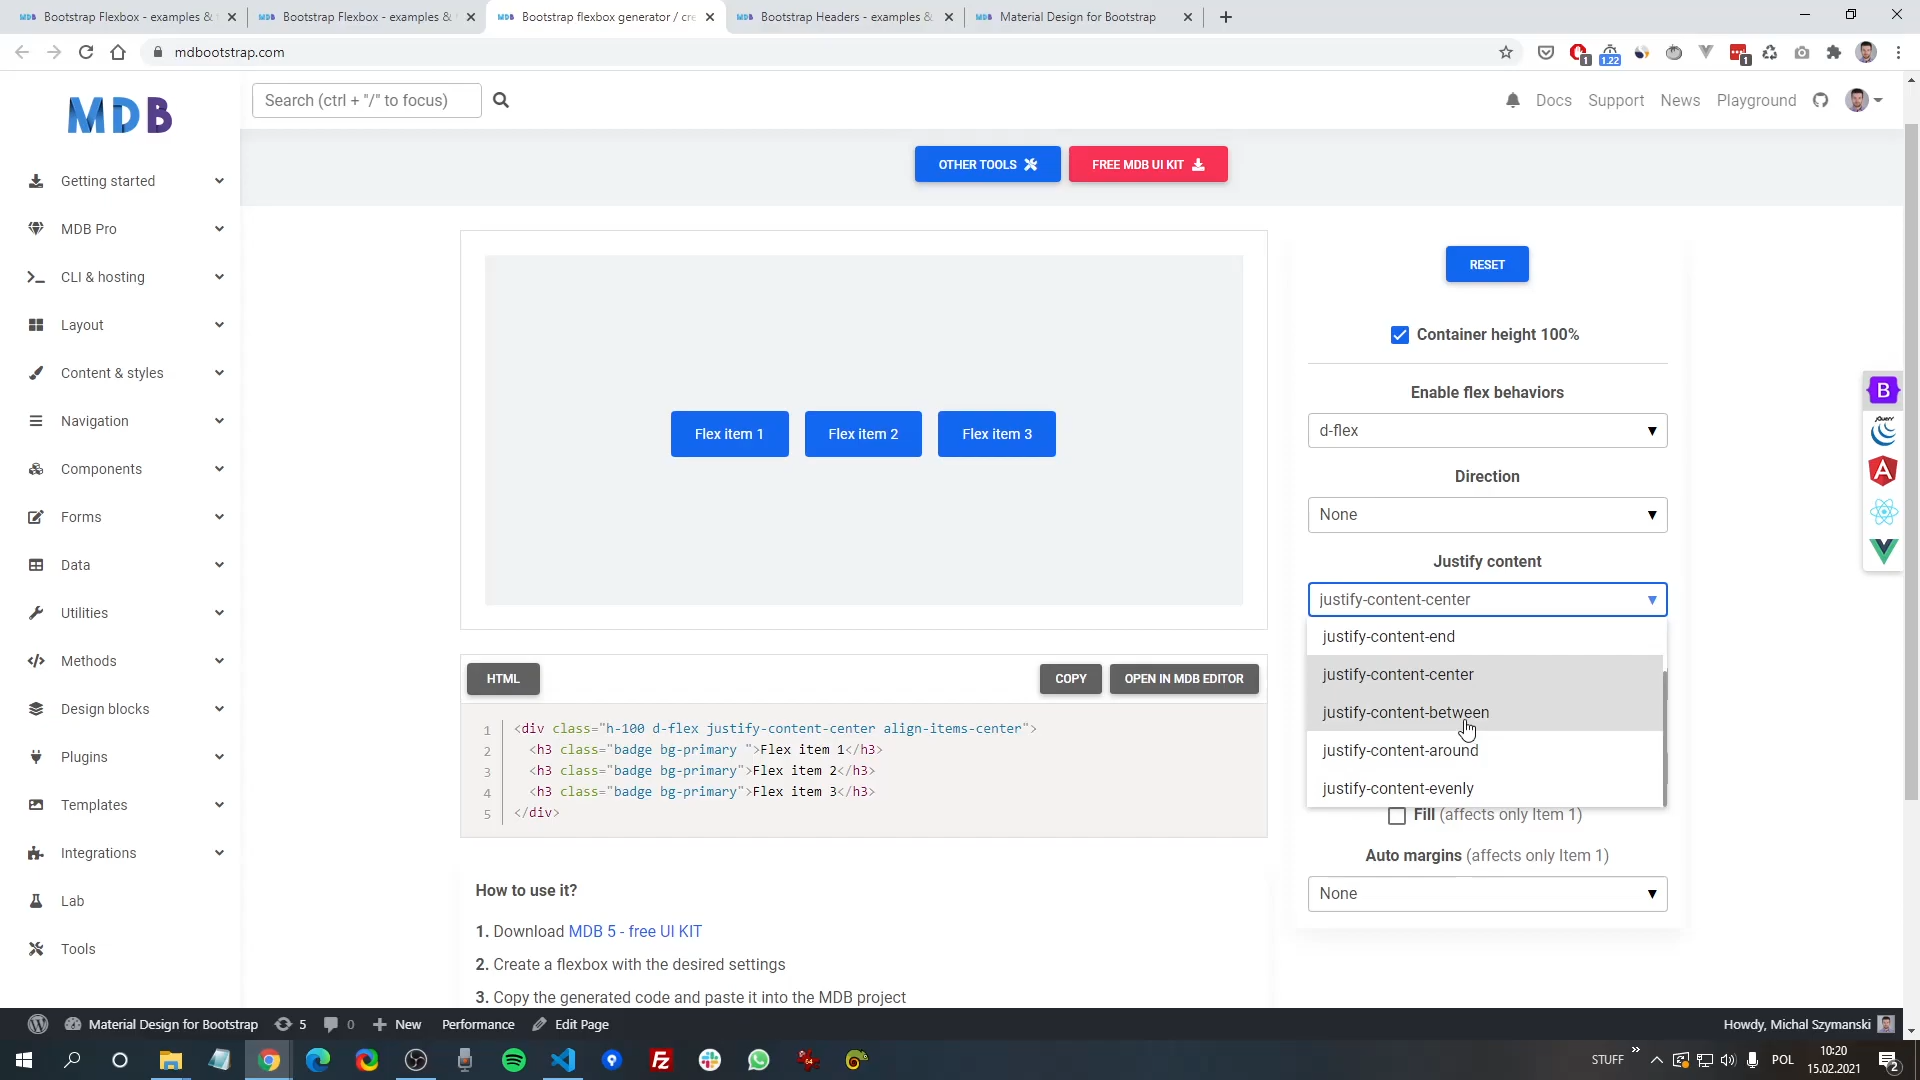 Bootstrap Flexbox - examples &
Bootstrap Flexbox - examples &
Bootstrap flexbox generator / cre
Bootstrap Headers - examples &
Material Design for Bootstrap
mdbootstrap.com
1
1.22
1
MDB
Search (ctrl + "/" to focus)
Docs
Support
News
Playground
OTHER TOOLS
FREE MDB UI KIT
Getting started
MDB Pro
CLI & hosting
Layout
Content & styles
Navigation
Components
Forms
Data
Utilities
Methods
Design blocks
Plugins
Templates
Integrations
Lab
Tools
Flex item 1
Flex item 2
Flex item 3
HTML
COPY
OPEN IN MDB EDITOR
1 <div class="h-100 d-flex justify-content-center align-items-center">
2 <h3 class="badge bg-primary ">Flex item 1</h3>
3 <h3 class="badge bg-primary">Flex item 2</h3>
4 <h3 class="badge bg-primary">Flex item 3</h3>
5 </div>
How to use it?
1. Download MDB 5 - free UI KIT
2. Create a flexbox with the desired settings
3. Copy the generated code and paste it into the MDB project
RESET
Container height 100%
Enable flex behaviors
d-flex
Direction
None
Justify content
justify-content-center
justify-content-end
justify-content-center
justify-content-between
justify-content-around
justify-content-evenly
Fill (affects only Item 1)
Auto margins (affects only Item 1)
None
B
jQuery
A
Material Design for Bootstrap
5
0
New
Performance
Edit Page
Howdy, Michal Szymanski
STUFF
POL
10:20
15.02.2021
2